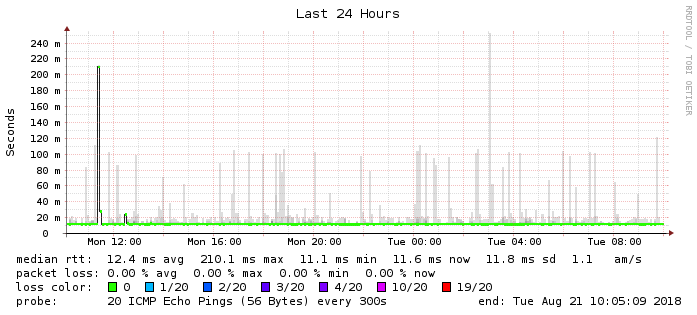 Last 24 Hours
RRDTOOL / TOBI OETIKER
Seconds
240 m
220 m
200 m
180 m
160 m
140 m
120 m
100 m
80 m
60 m
40 m
20 m
0
Mon 12:00 Mon 16:00 Mon 20:00 Tue 00:00 Tue 04:00 Tue 08:00
median rtt: 12.4 ms avg 210.1 ms max 11.1 ms min 11.6 ms now 11.8 ms sd 1.1 am/s
packet loss: 0.00 % avg 0.00 % max 0.00 % min 0.00 % now
loss color: 0 1/20 2/20 3/20 4/20 10/20 19/20
probe: 20 ICMP Echo Pings (56 Bytes) every 300s end: Tue Aug 21 10:05:09 2018